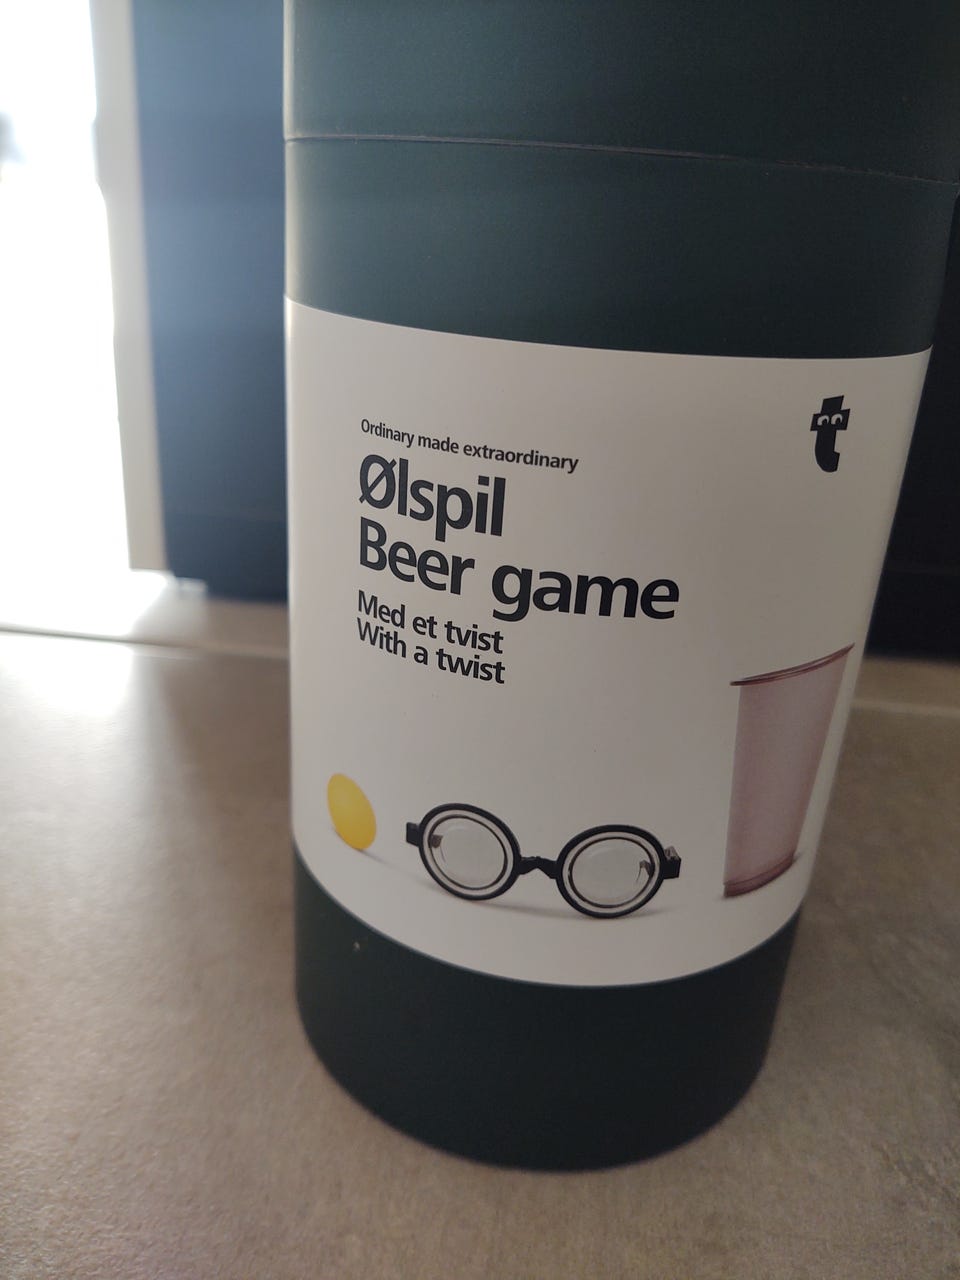 Ordinary made extraordinary
Ølspil
Beer game
Med et tvist
With a twist
t